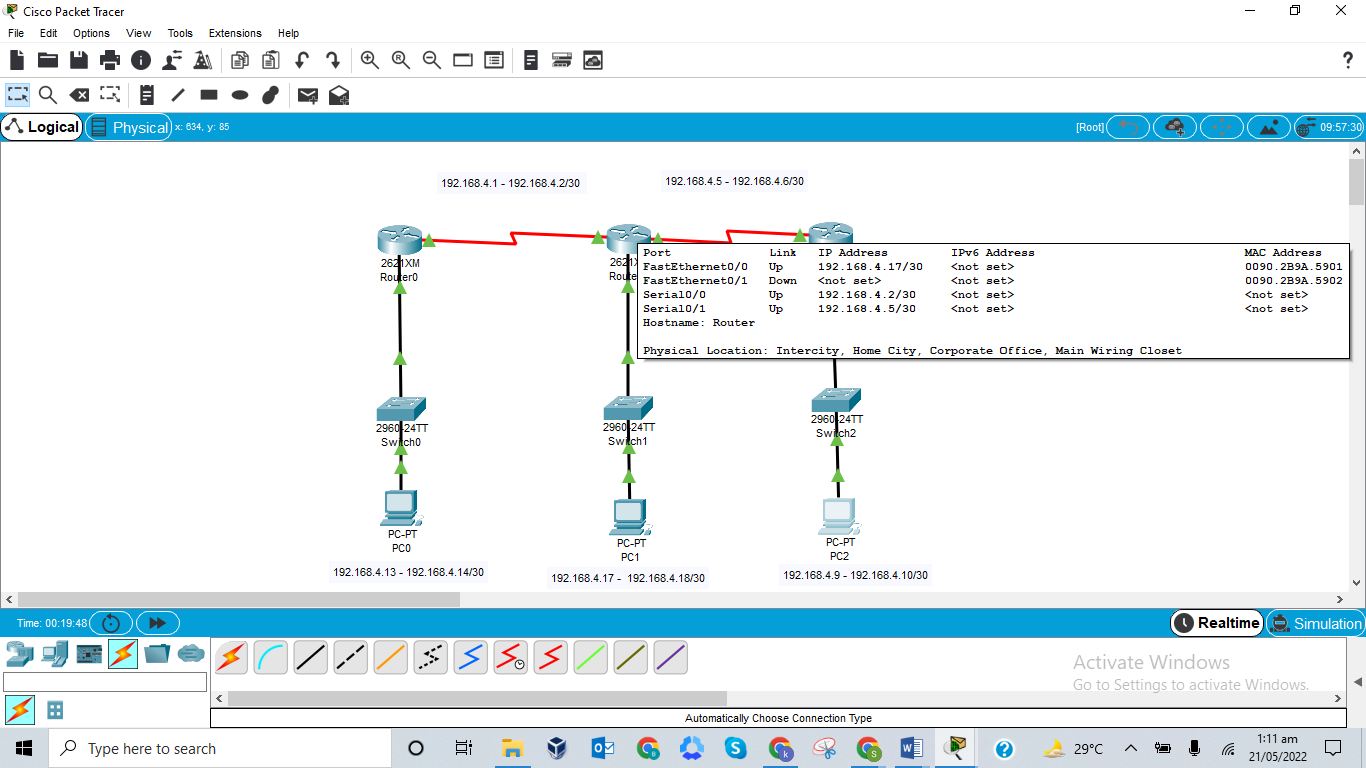 Cisco Packet Tracer
File Edit Options View Tools Extensions Help
?
Logical Physical x: 634, y: 85 [Root] 09:57:30
192.168.4.1 - 192.168.4.2/30 192.168.4.5 - 192.168.4.6/30
2621XM
Router0
Port Link IP Address IPv6 Address MAC Address
FastEthernet0/0 Up 192.168.4.17/30 <not set> 0090.2B9A.5901
FastEthernet0/1 Down <not set> <not set> 0090.2B9A.5902
Serial0/0 Up 192.168.4.2/30 <not set> <not set>
Serial0/1 Up 192.168.4.5/30 <not set> <not set>
Hostname: Router
Physical Location: Intercity, Home City, Corporate Office, Main Wiring Closet
2960-24TT
Switch0
2960-24TT
Switch1
2960-24TT
Switch2
PC-PT
PC0
PC-PT
PC1
PC-PT
PC2
192.168.4.13 - 192.168.4.14/30 192.168.4.17 - 192.168.4.18/30 192.168.4.9 - 192.168.4.10/30
Time: 00:19:48 Realtime Simulation
Activate Windows
Go to Settings to activate Windows.
Automatically Choose Connection Type
Type here to search 29°C 1:11 am
21/05/2022